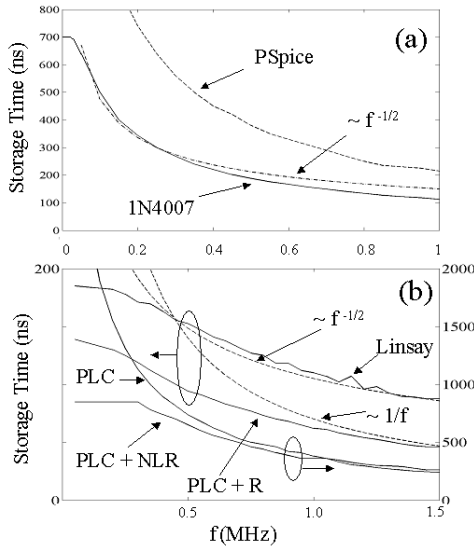 800
700
600
500
400
300
200
100
0
Storage Time (ns)
(a)
PSpice
~ f -1/2
1N4007
0
0.2
0.4
0.6
0.8
1
200
100
0
Storage Time (ns)
2000
1500
1000
500
0
(b)
~ f -1/2
Linsay
PLC
~ 1/f
PLC + NLR
PLC + R
0.5
1.0
1.5
f(MHz)